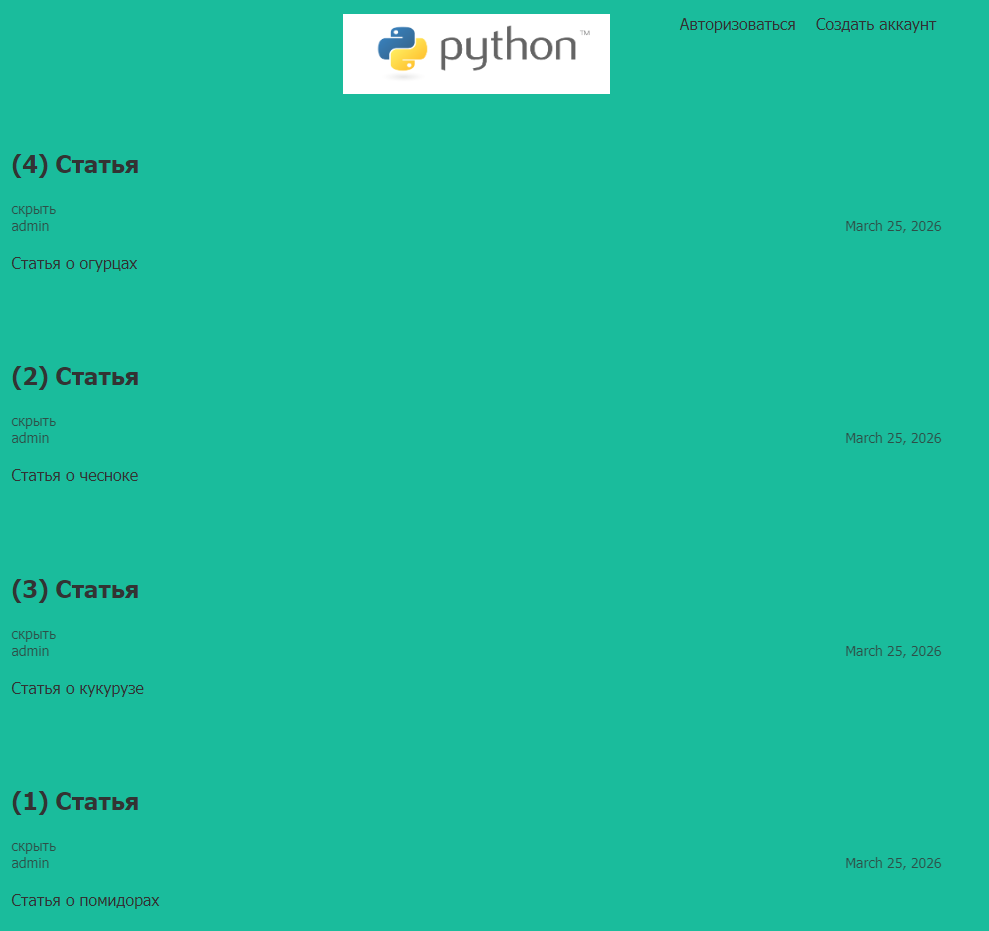 python TM
Авторизоваться Создать аккаунт
(4) Статья
скрыть
admin March 25, 2026
Статья о огурцах
(2) Статья
скрыть
admin March 25, 2026
Статья о чесноке
(3) Статья
скрыть
admin March 25, 2026
Статья о кукурузе
(1) Статья
скрыть
admin March 25, 2026
Статья о помидорах